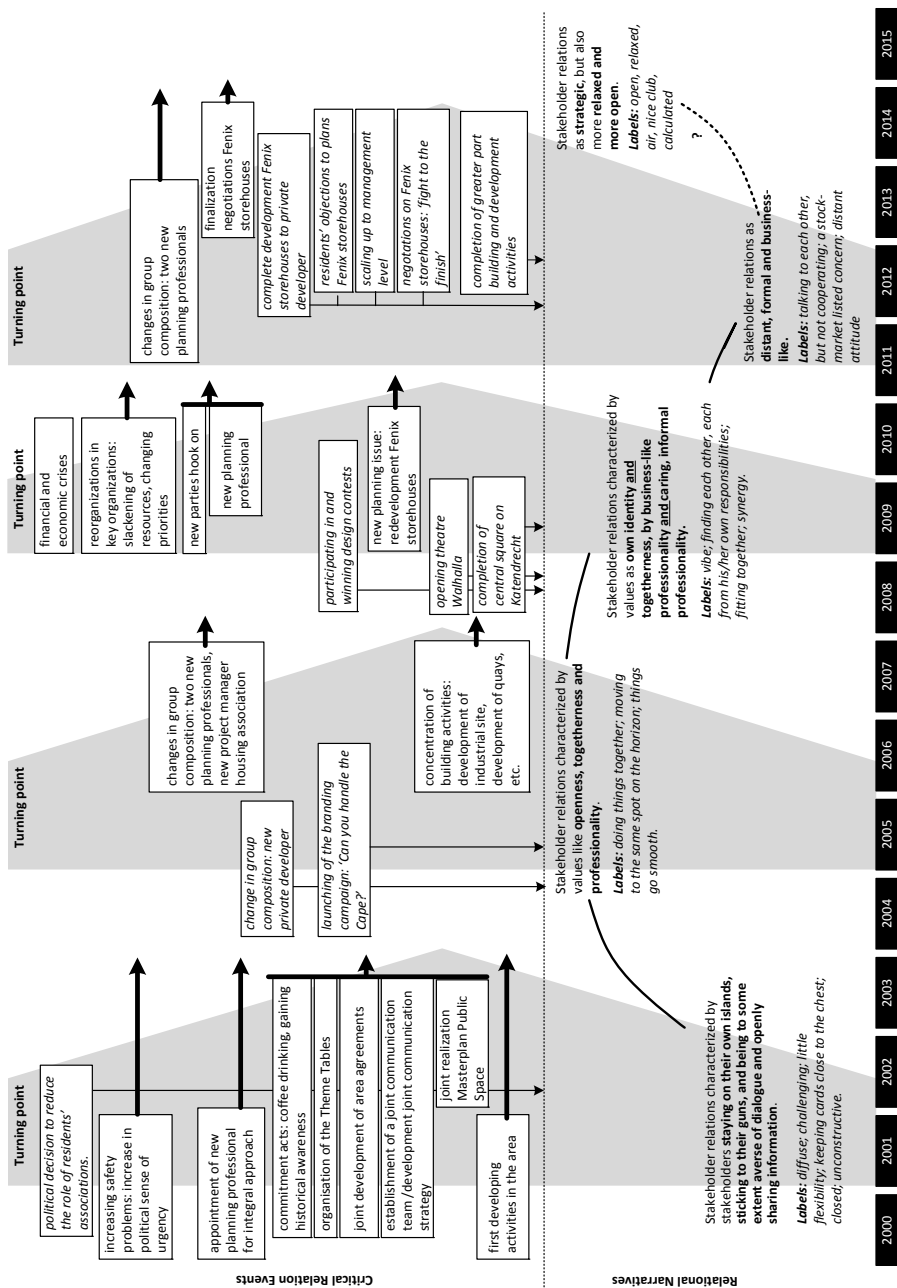 Turning point
Turning point
Turning point
Turning point
Critical Relation Events
political decision to reduce
the role of residents’
associations.
increasing safety
problems: increase in
political sense of
urgency
appointment of new
planning professional
for integral approach
commitment acts: coffee drinking, gaining
historical awareness
organisation of the Theme Tables
joint development of area agreements
establishment of a joint communication
team /development joint communication
strategy
joint realization
Masterplan Public
Space
first developing
activities in the area
change in group
composition: new
private developer
launching of the branding
campaign: ‘Can you handle the
Cape?’
changes in group
composition: two new
planning professionals,
new project manager
housing association
concentration of
building activities:
development of
industrial site,
development of quays,
etc.
financial and
economic crises
reorganizations in
key organizations:
slackening of
resources, changing
priorities
new parties hook on
new planning
professional
participating in and
winning design contests
new planning issue:
redevelopment Fenix
storehouses
opening theatre
Walhalla
completion of
central square on
Katendrecht
changes in group
composition: two new
planning professionals
finalization
negotiations Fenix
storehouses
complete development Fenix
storehouses to private
developer
residents’ objections to plans
Fenix storehouses
scaling up to management
level
negotations on Fenix
storehouses: ‘fight to the
finish’
completion of greater part
building and development
activities
Relational Narratives
Stakeholder relations characterized by
stakeholders staying on their own islands,
sticking to their guns, and being to some
extent averse of dialogue and openly
sharing information.
Labels: diffuse; challenging; little
flexibility; keeping cards close to the chest;
closed; unconstructive.
Stakeholder relations characterized by
values like openness, togetherness and
professionality.
Labels: doing things together; moving
to the same spot on the horizon; things
go smooth.
Stakeholder relations characterized by
values as own identity and
togetherness, by business-like
professionality and caring, informal
professionality.
Labels: vibe; finding each other, each
from his/her own responsibilities;
fitting together; synergy.
Stakeholder relations as
distant, formal and business-
like.
Labels: talking to each other,
but not cooperating; a stock-
market listed concern; distant
attitude
Stakeholder relations
as strategic, but also
more relaxed and
more open.
Labels: open, relaxed,
air, nice club,
calculated
?
2000
2001
2002
2003
2004
2005
2006
2007
2008
2009
2010
2011
2012
2013
2014
2015